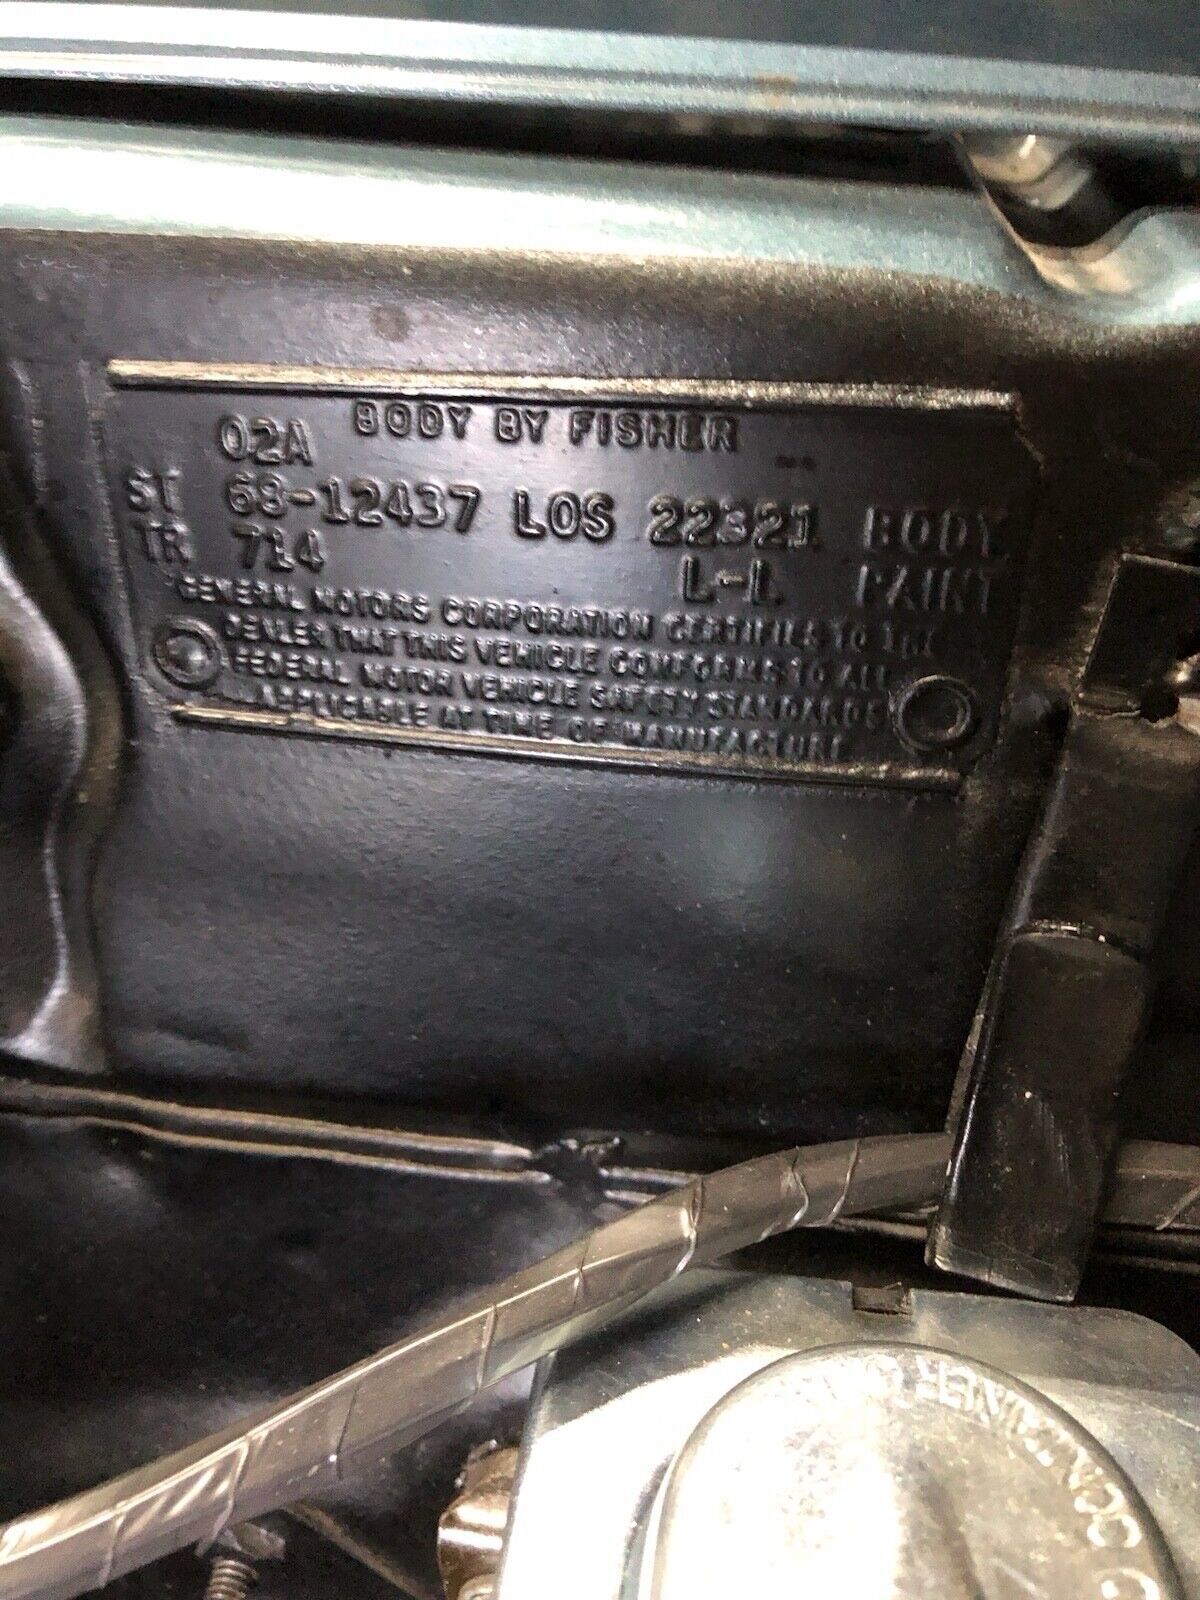 BODY BY FISHER
02A
ST 68-12437 LOS 22321 BODY
TR 714 L-L PAINT
GENERAL MOTORS CORPORATION CERTIFIES TO THE
DEALER THAT THIS VEHICLE CONFORMS TO ALL
FEDERAL MOTOR VEHICLE SAFETY STANDARDS
APPLICABLE AT TIME OF MANUFACTURE
CONTAINER